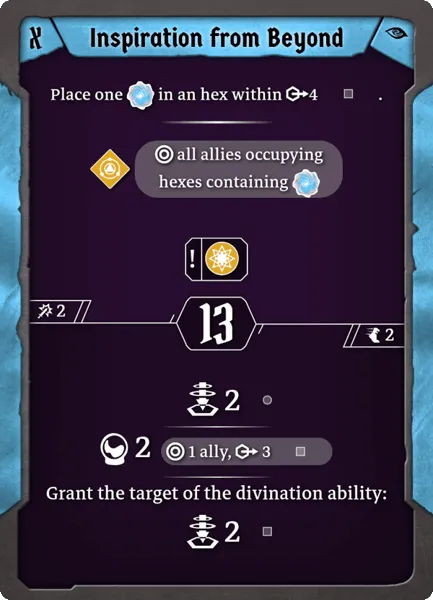 א
Inspiration from Beyond
Place one in an hex within 4 .
all allies occupying
hexes containing
!
2
13
2
2
2 1 ally, 3
Grant the target of the divination ability:
2